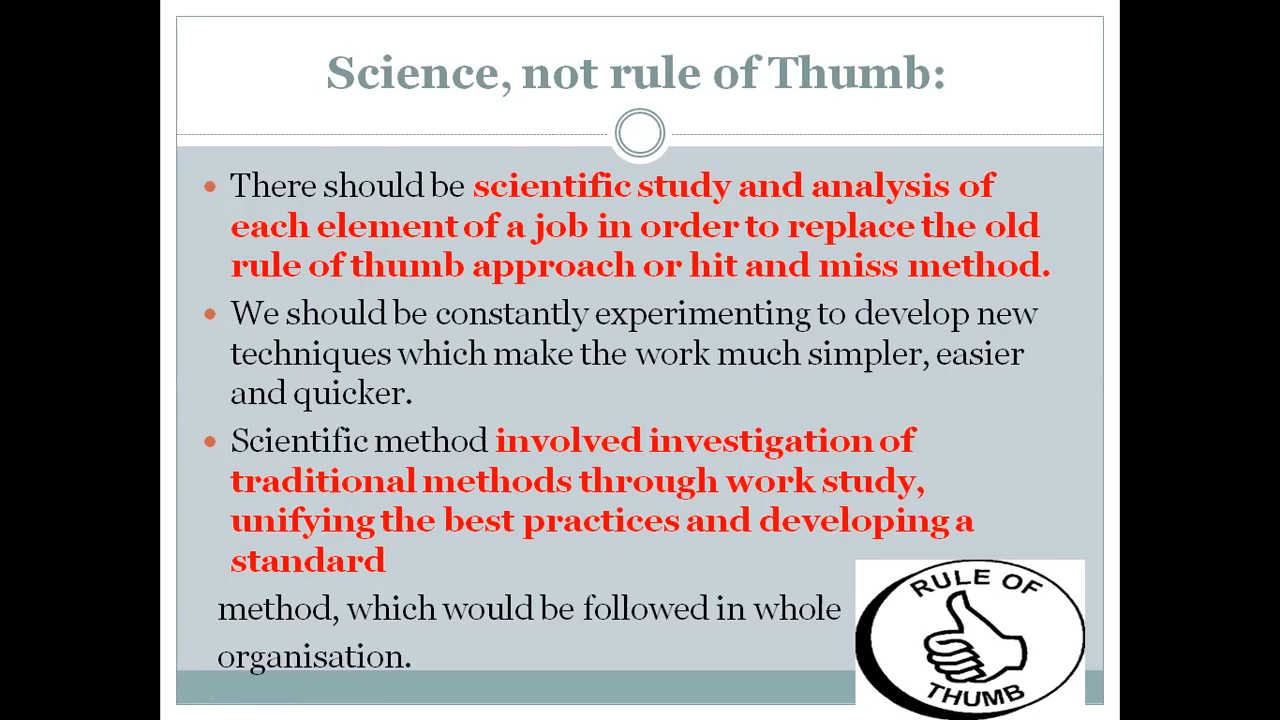 Science, not rule of Thumb:
• There should be scientific study and analysis of
each element of a job in order to replace the old
rule of thumb approach or hit and miss method.
• We should be constantly experimenting to develop new
techniques which make the work much simpler, easier
and quicker.
• Scientific method involved investigation of
traditional methods through work study,
unifying the best practices and developing a
standard
method, which would be followed in whole
organisation.
RULE OF
THUMB